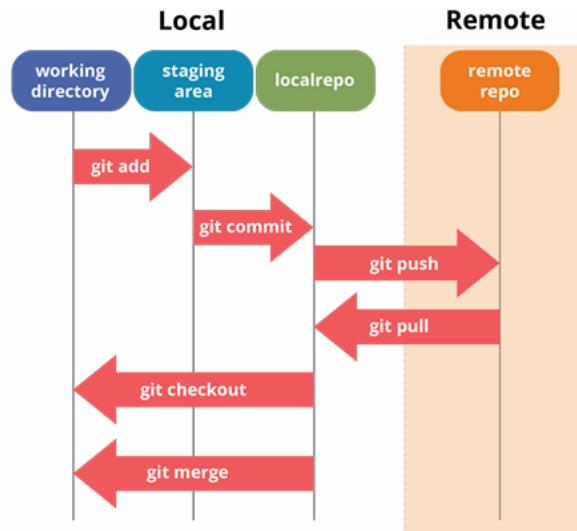 Local
Remote
working
directory
staging
area
localrepo
remote
repo
git add
git commit
git push
git pull
git checkout
git merge